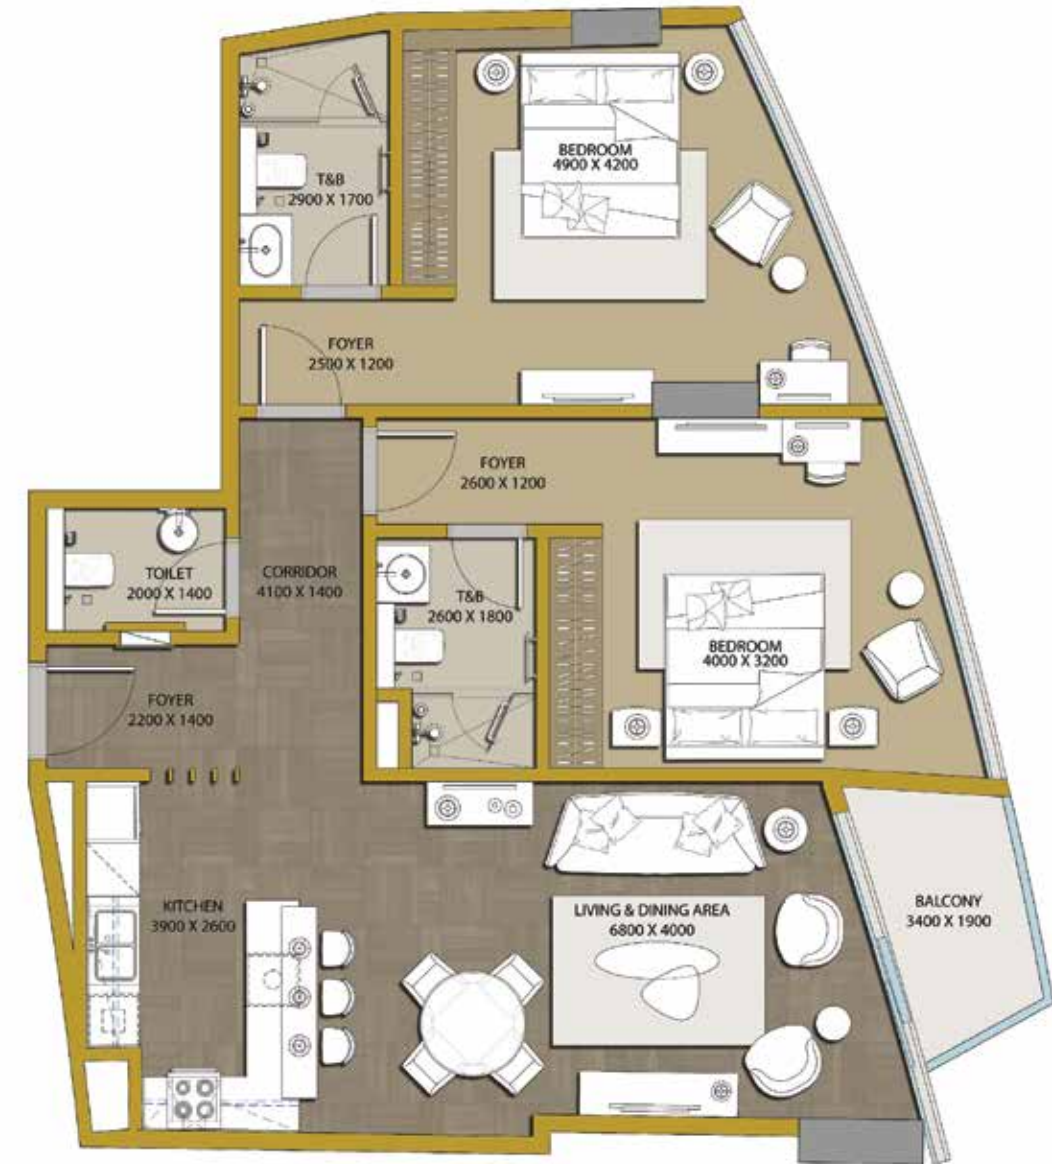 BEDROOM
4900 X 4200
T&B
2900 X 1700
FOYER
2500 X 1200
FOYER
2600 X 1200
TOILET
2000 X 1400
CORRIDOR
4100 X 1400
T&B
2600 X 1800
BEDROOM
4000 X 3200
FOYER
2200 X 1400
KITCHEN
3900 X 2600
LIVING & DINING AREA
6800 X 4000
BALCONY
3400 X 1900